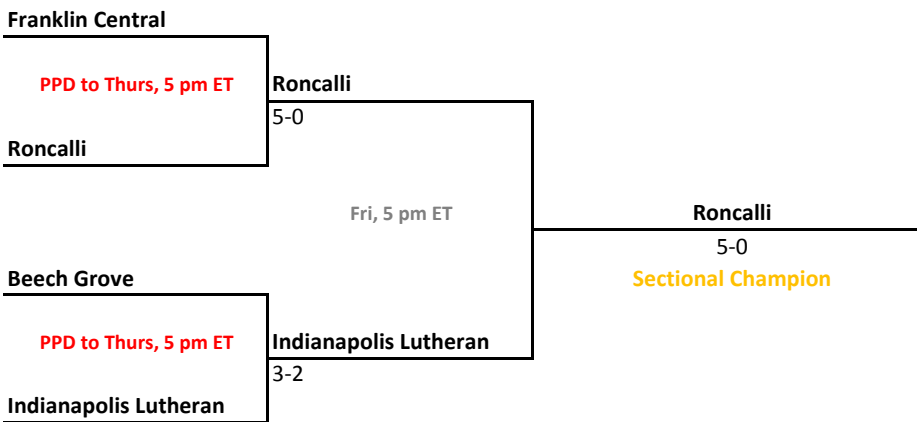 Franklin Central
PPD to Thurs, 5 pm ET
Roncalli
5-0
Roncalli
Fri, 5 pm ET
Roncalli
5-0
Sectional Champion
Beech Grove
PPD to Thurs, 5 pm ET
Indianapolis Lutheran
3-2
Indianapolis Lutheran